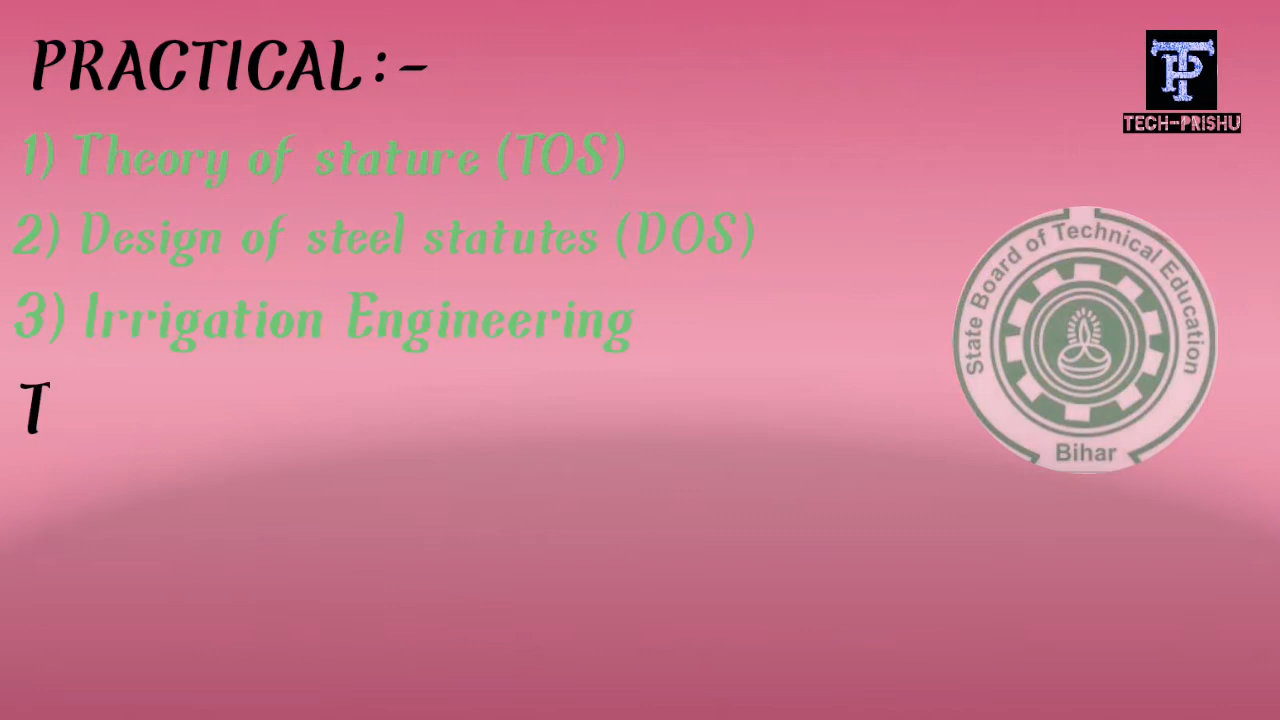 PRACTICAL:-
1) Theory of stature (TOS)
2) Design of steel statutes (DOS)
3) Irrigation Engineering
T
TP
TECH-PRISHU
State Board of Technical Education
Bihar